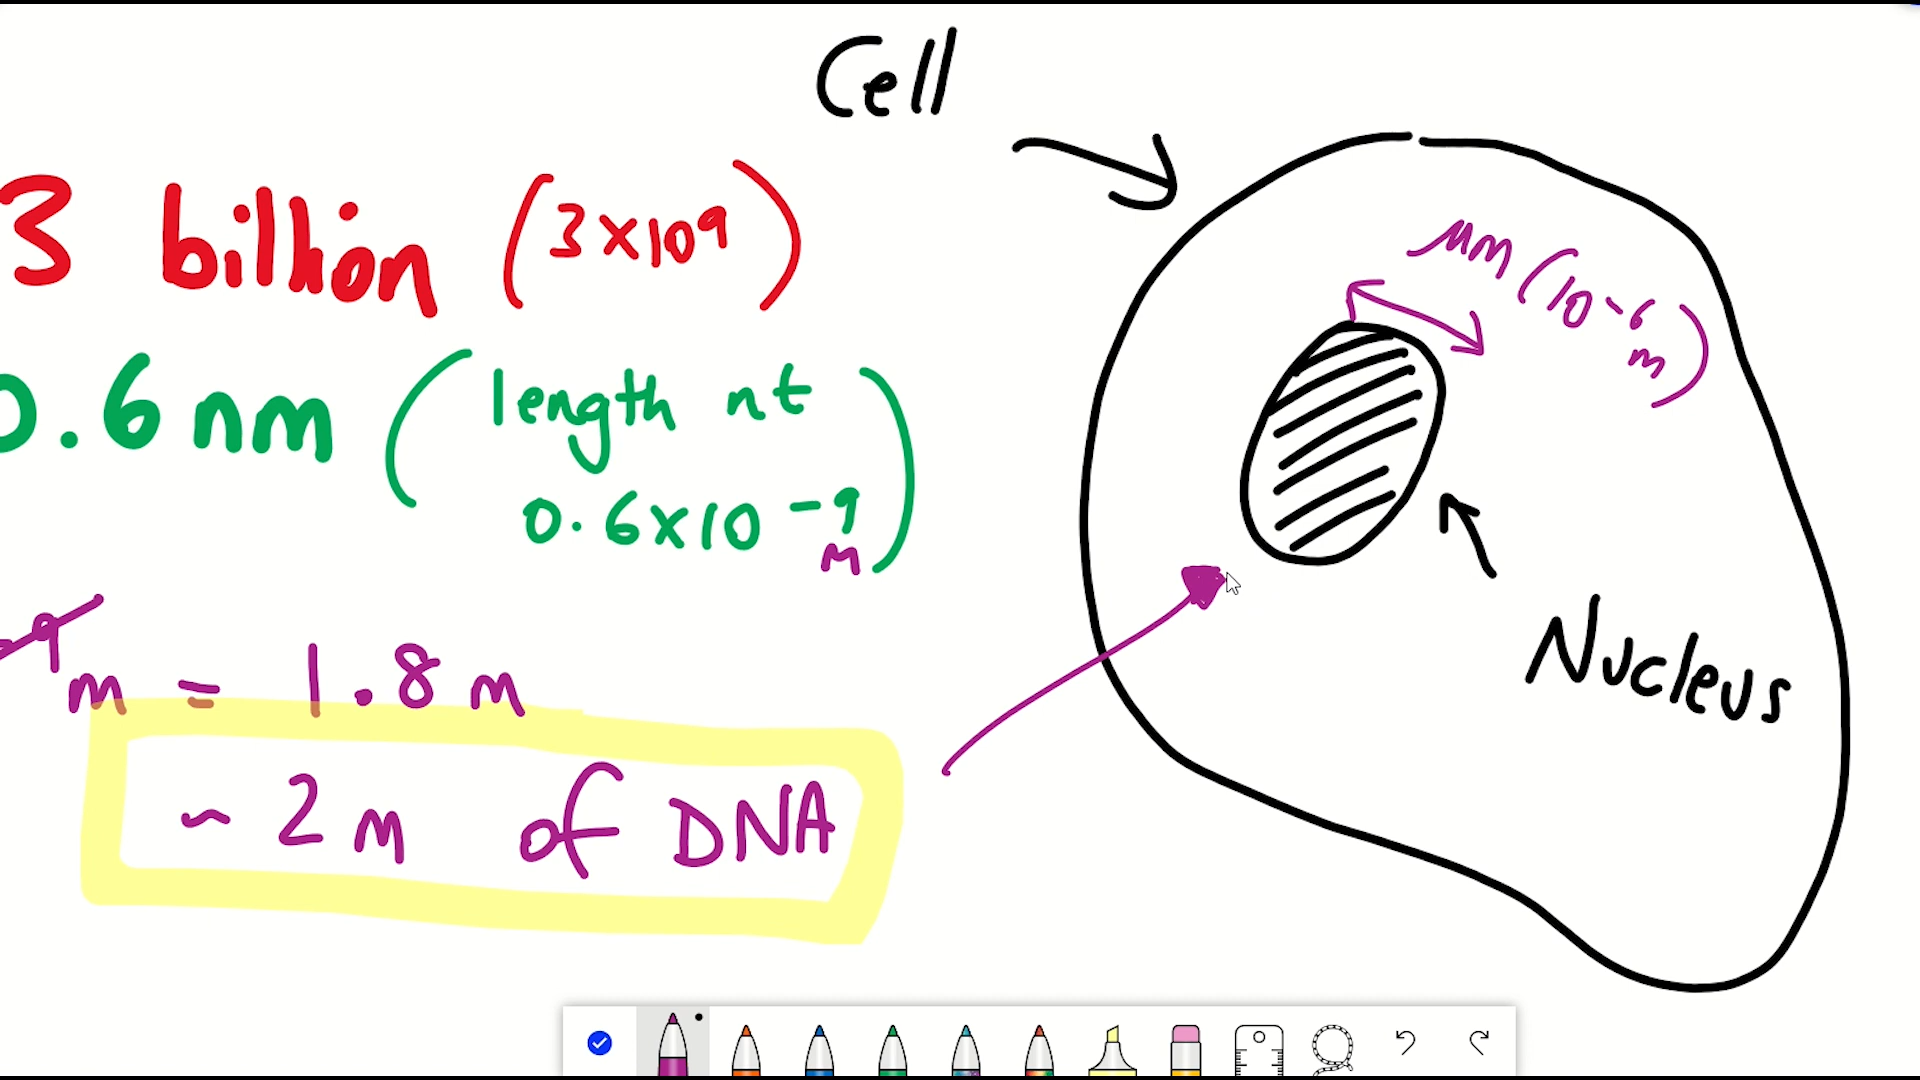 Cell
3 billion (3x10⁹)
μm (10⁻⁶ m)
0.6 nm (length nt
0.6x10⁻⁹ m)
⁻⁹ m = 1.8 m
Nucleus
~ 2 m of DNA